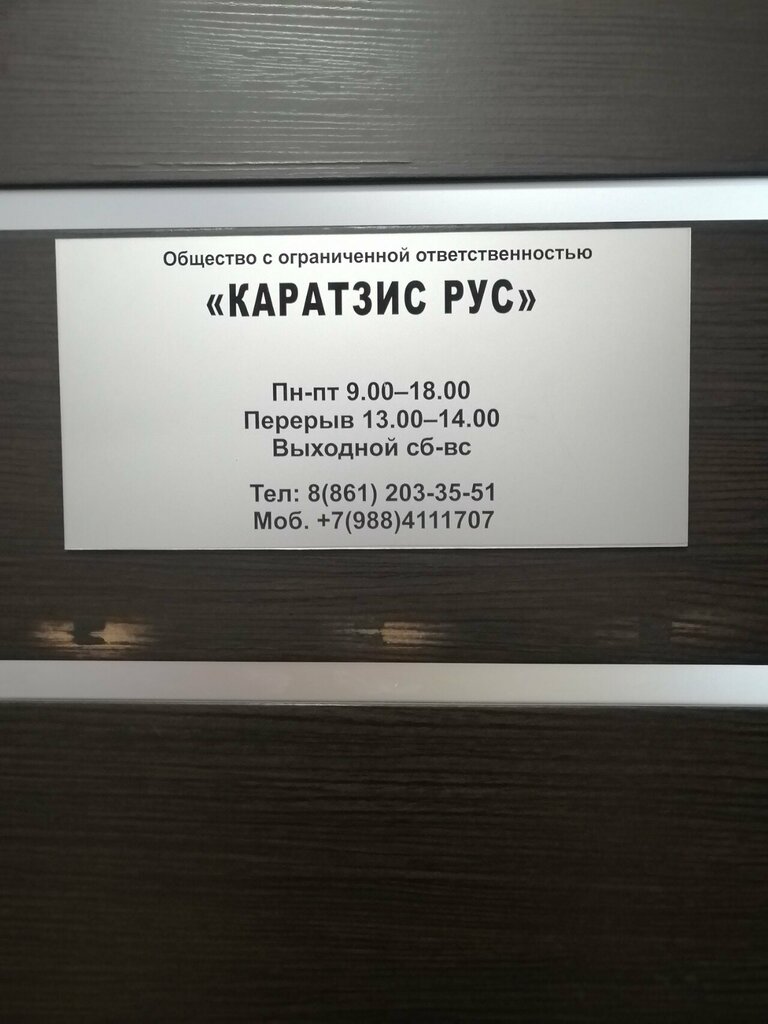 Общество с ограниченной ответственностью
«КАРАТЗИС РУС»
Пн-пт 9.00–18.00
Перерыв 13.00–14.00
Выходной сб-вс
Тел: 8(861) 203-35-51
Моб. +7(988)4111707